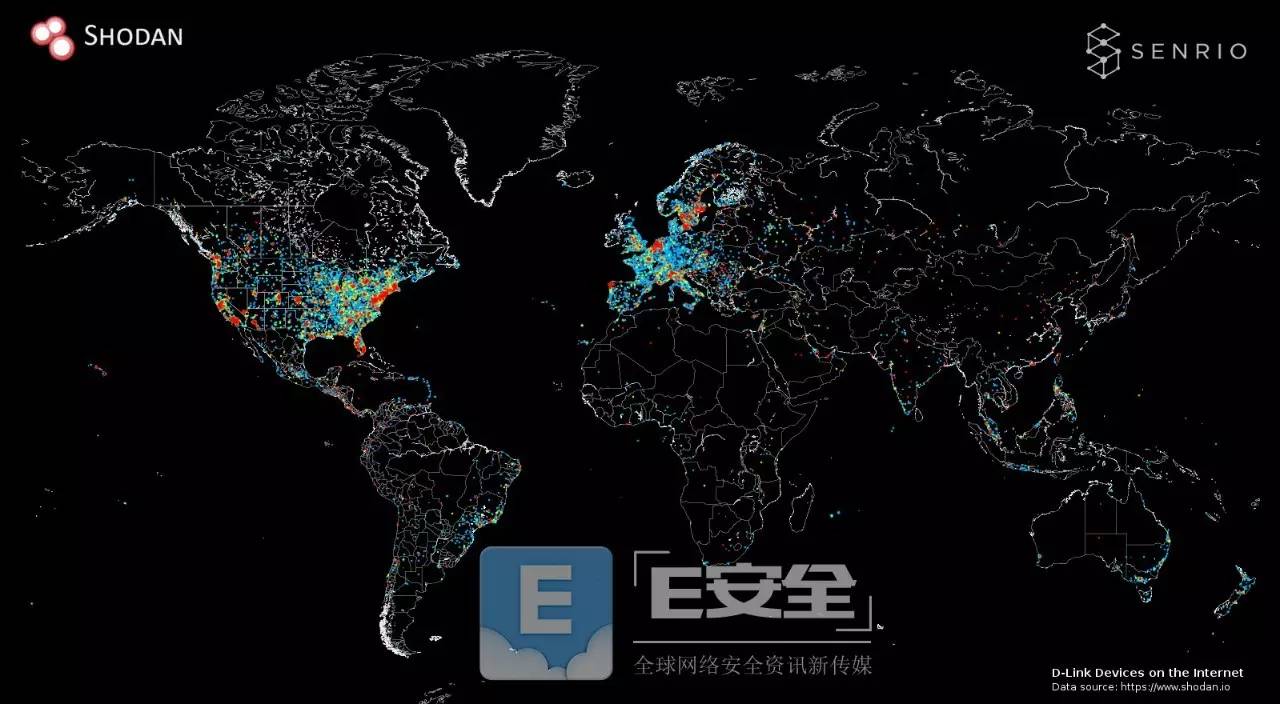 SHODAN
SENRIO
E
E安全
全球网络安全资讯新传媒
D-Link Devices on the Internet
Data source: https://www.shodan.io